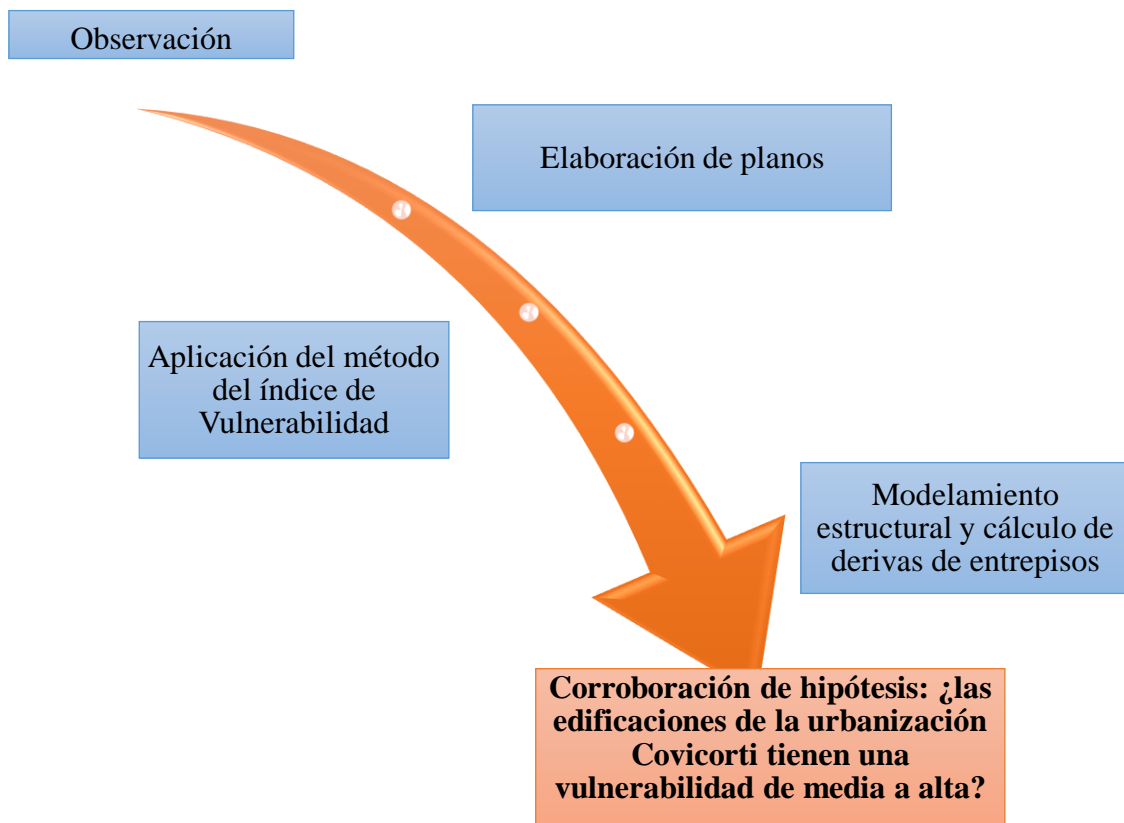 Observación
Elaboración de planos
Aplicación del método
del índice de
Vulnerabilidad
Modelamiento
estructural y cálculo de
derivas de entrepisos
Corroboración de hipótesis: ¿las
edificaciones de la urbanización
Covicorti tienen una
vulnerabilidad de media a alta?